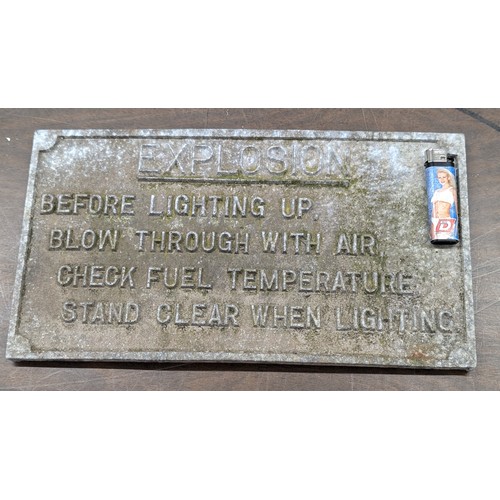 EXPLOSION
BEFORE LIGHTING UP,
BLOW THROUGH WITH AIR
CHECK FUEL TEMPERATURE
STAND CLEAR WHEN LIGHTING